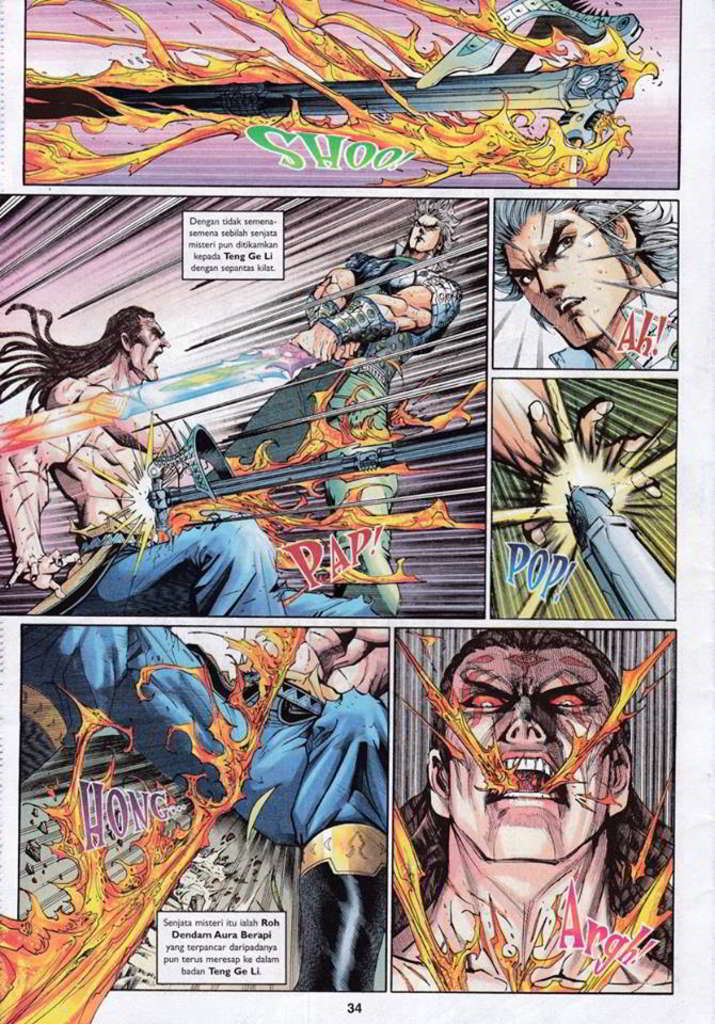 SHOO!
Dengan tidak semena-
semena sebilah senjata
misteri pun ditikamkan
kepada Teng Ge Li
dengan sepantas kilat.
Ah!
PAP!
POP!
HONG...
Senjata misteri itu ialah Roh
Dendam Aura Berapi
yang terpancar daripadanya
pun terus meresap ke dalam
badan Teng Ge Li.
Argh!
34